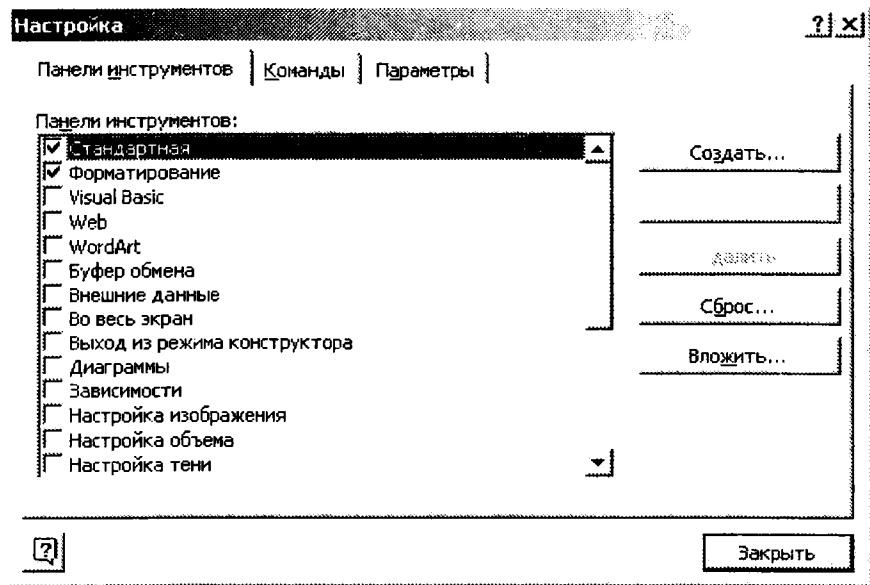 Настройка
Панели инструментов
Команды
Параметры
Панели инструментов:
Стандартная
Форматирование
Visual Basic
Web
WordArt
Буфер обмена
Внешние данные
Во весь экран
Выход из режима конструктора
Диаграммы
Зависимости
Настройка изображения
Настройка объема
Настройка тени
Создать...
далить
Сброс...
Вложить...
Закрыть